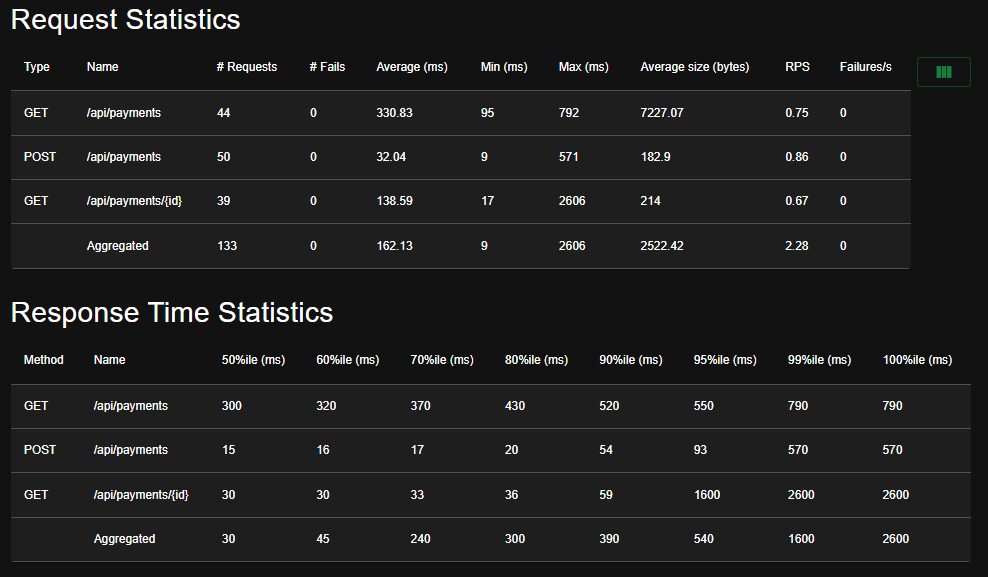 Request Statistics
Type Name # Requests # Fails Average (ms) Min (ms) Max (ms) Average size (bytes) RPS Failures/s
GET /api/payments 44 0 330.83 95 792 7227.07 0.75 0
POST /api/payments 50 0 32.04 9 571 182.9 0.86 0
GET /api/payments/{id} 39 0 138.59 17 2606 214 0.67 0
Aggregated 133 0 162.13 9 2606 2522.42 2.28 0
Response Time Statistics
Method Name 50%ile (ms) 60%ile (ms) 70%ile (ms) 80%ile (ms) 90%ile (ms) 95%ile (ms) 99%ile (ms) 100%ile (ms)
GET /api/payments 300 320 370 430 520 550 790 790
POST /api/payments 15 16 17 20 54 93 570 570
GET /api/payments/{id} 30 30 33 36 59 1600 2600 2600
Aggregated 30 45 240 300 390 540 1600 2600